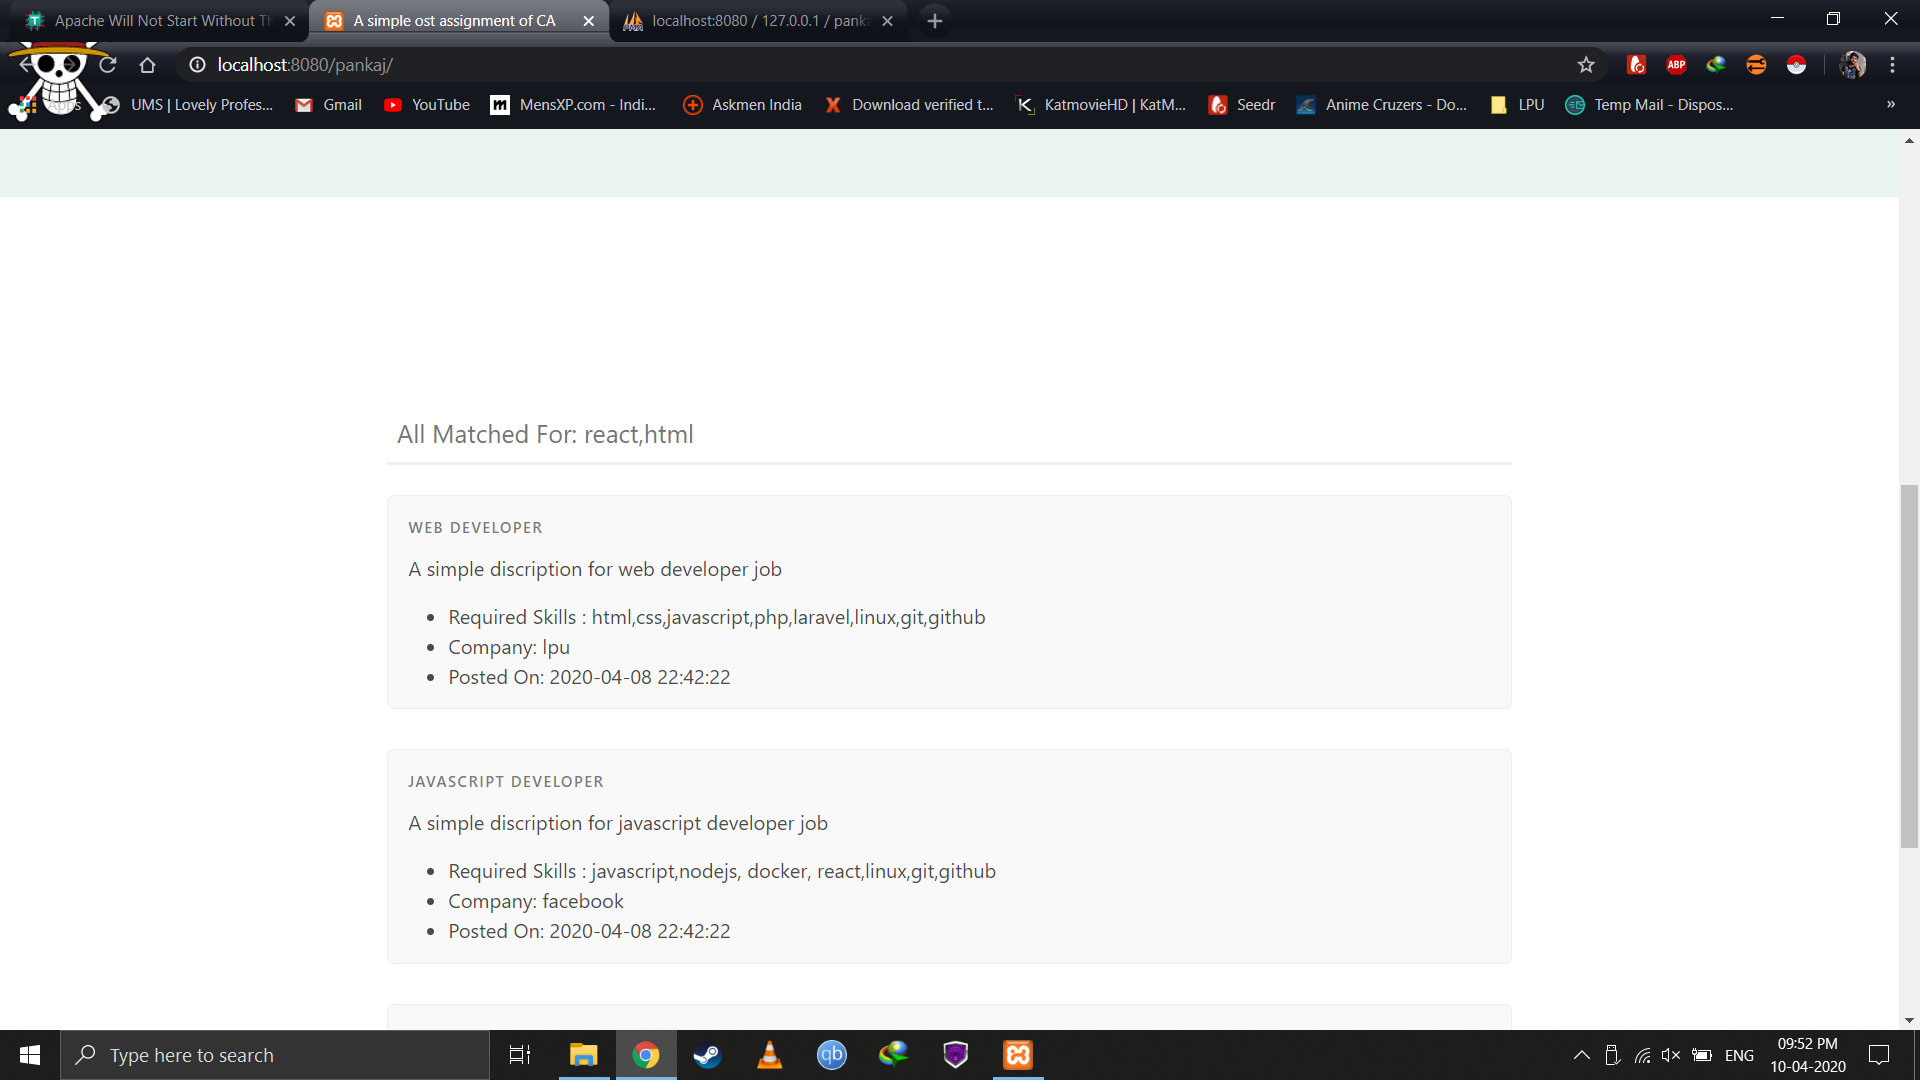 Apache Will Not Start Without Th
A simple ost assignment of CA
localhost:8080 / 127.0.0.1 / panka
localhost:8080/pankaj/
Apps
UMS | Lovely Profes...
Gmail
YouTube
MensXP.com - Indi...
Askmen India
Download verified t...
KatmovieHD | KatM...
Seedr
Anime Cruzers - Do...
LPU
Temp Mail - Dispos...
»
All Matched For: react,html
WEB DEVELOPER
A simple discription for web developer job
Required Skills : html,css,javascript,php,laravel,linux,git,github
Company: lpu
Posted On: 2020-04-08 22:42:22
JAVASCRIPT DEVELOPER
A simple discription for javascript developer job
Required Skills : javascript,nodejs, docker, react,linux,git,github
Company: facebook
Posted On: 2020-04-08 22:42:22
Type here to search
ENG
09:52 PM
10-04-2020